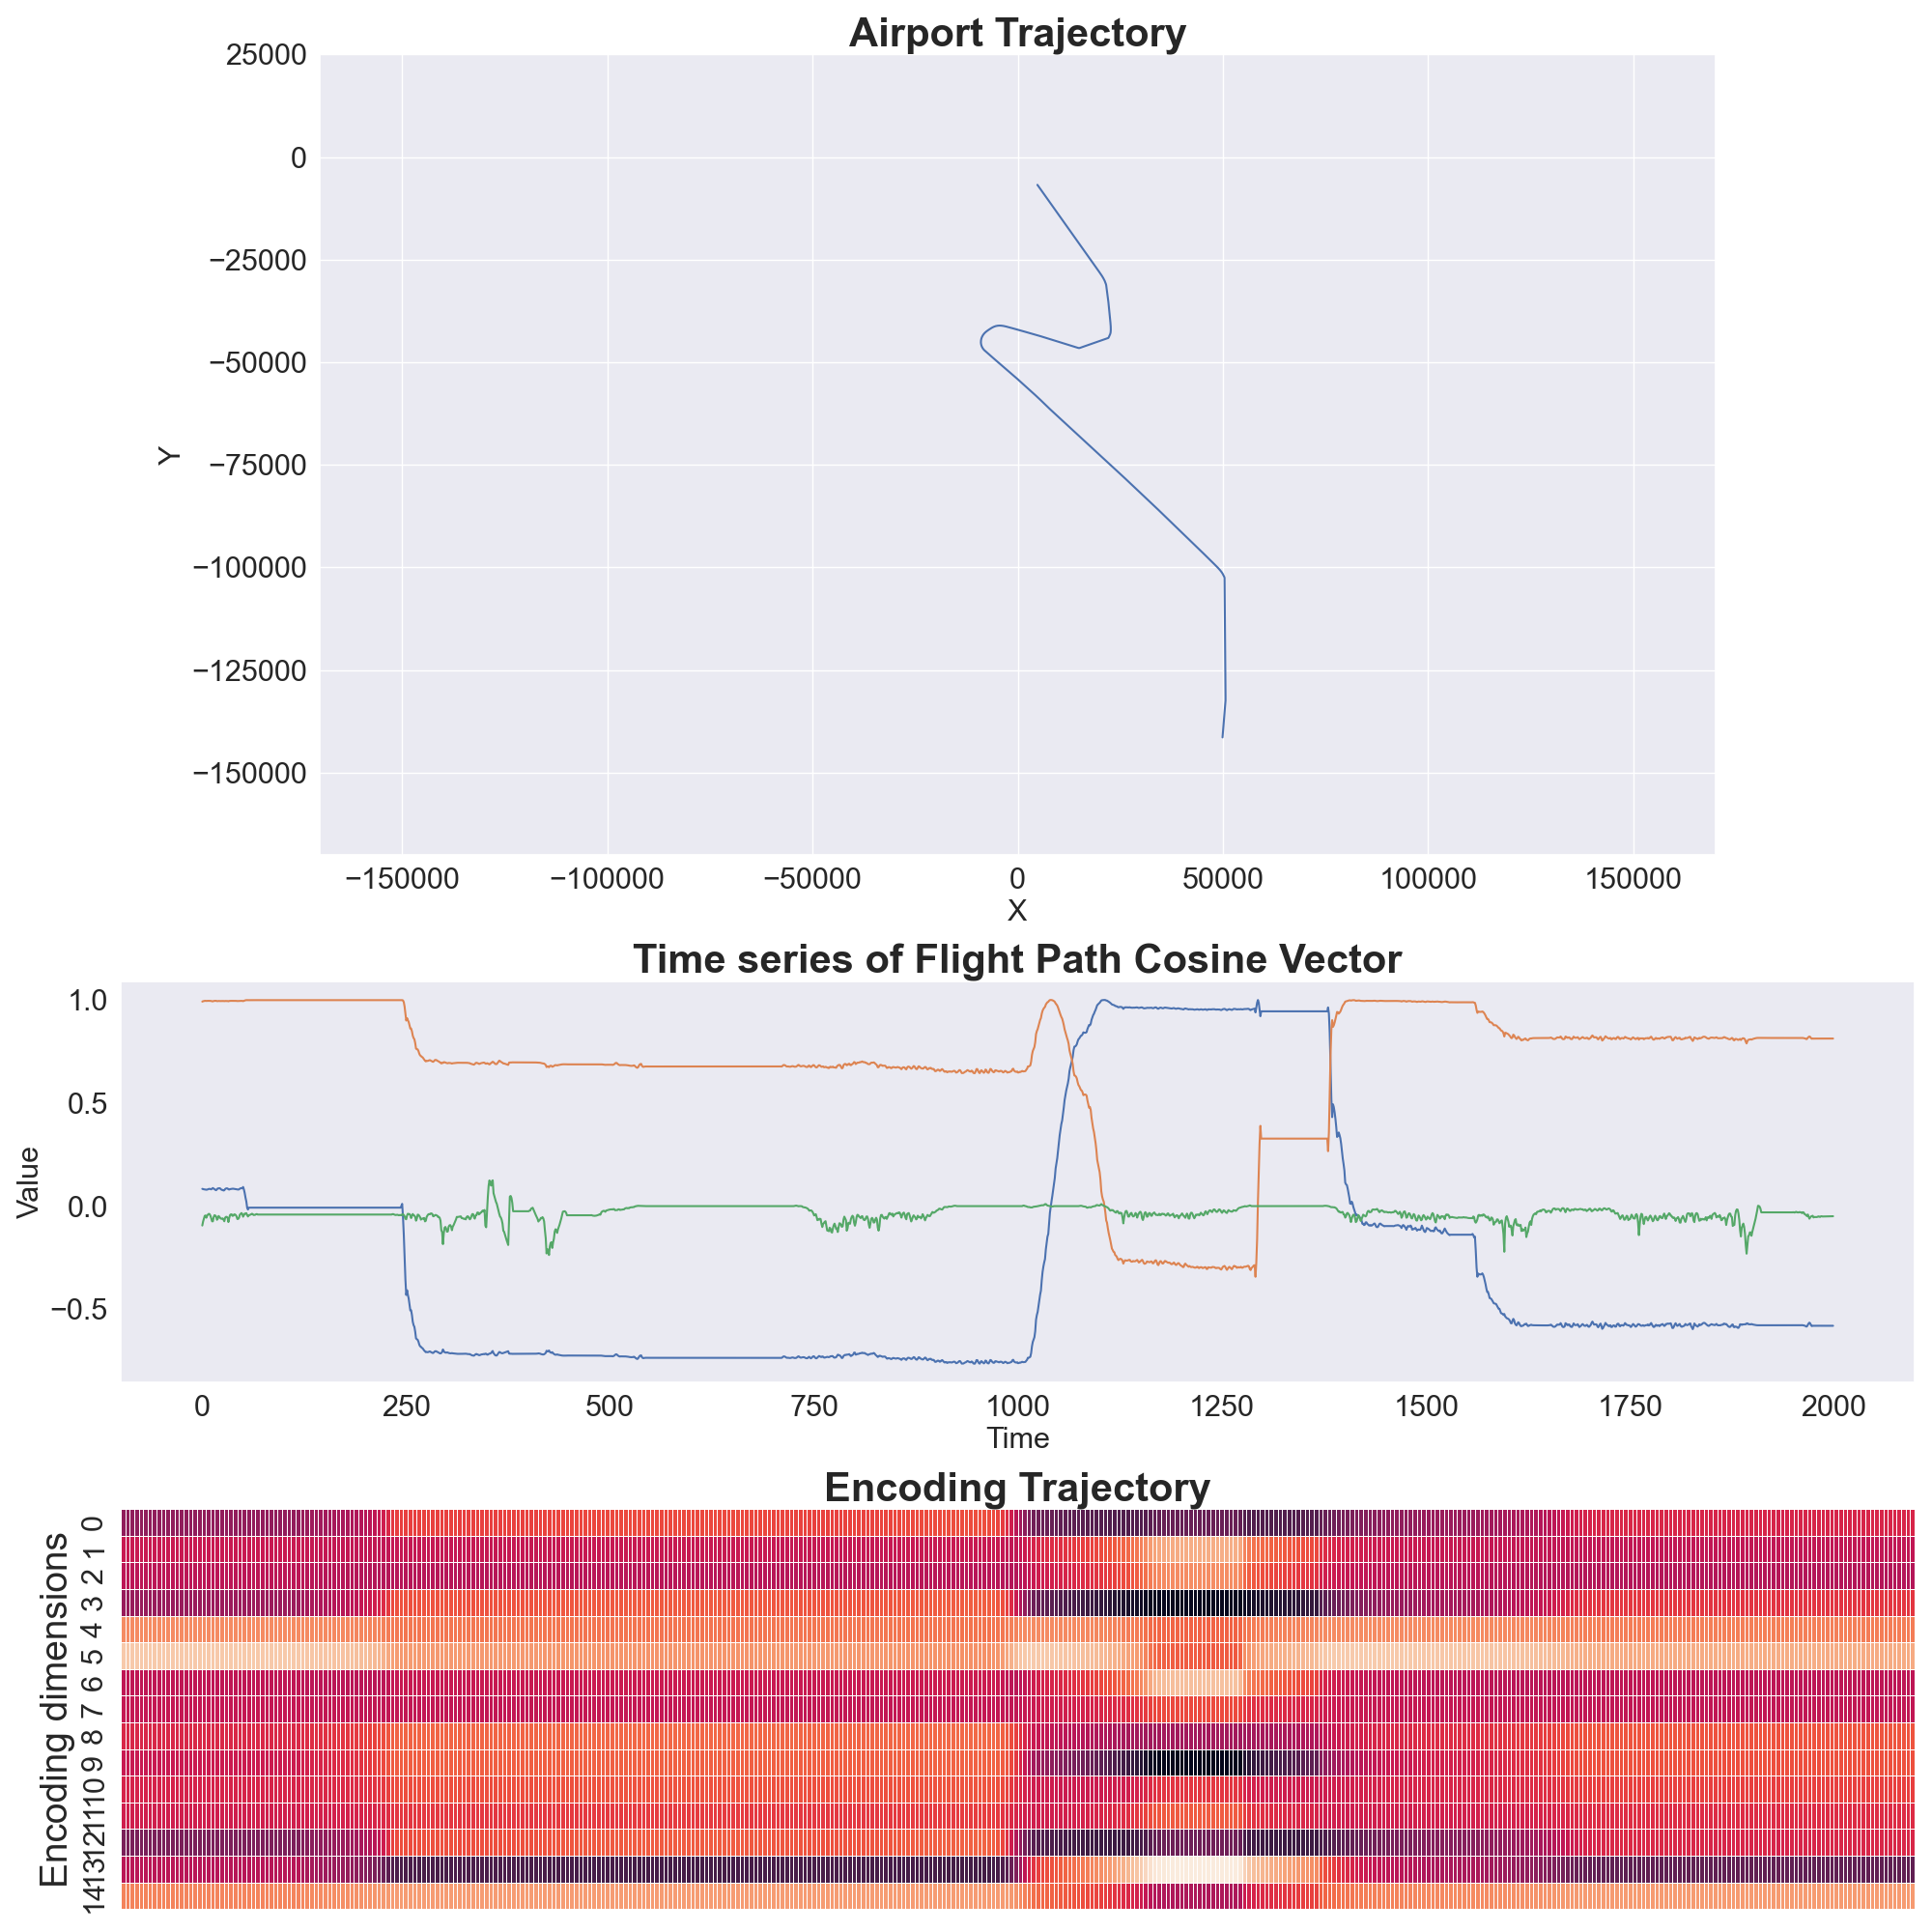 Airport Trajectory
25000
0
−25000
−50000
−75000
−100000
−125000
−150000
Y
−150000 −100000 −50000 0 50000 100000 150000
X
Time series of Flight Path Cosine Vector
1.0
0.5
0.0
−0.5
Value
0 250 500 750 1000 1250 1500 1750 2000
Time
Encoding Trajectory
Encoding dimensions
0
1
2
3
4
5
6
7
8
9
10
11
12
13
14